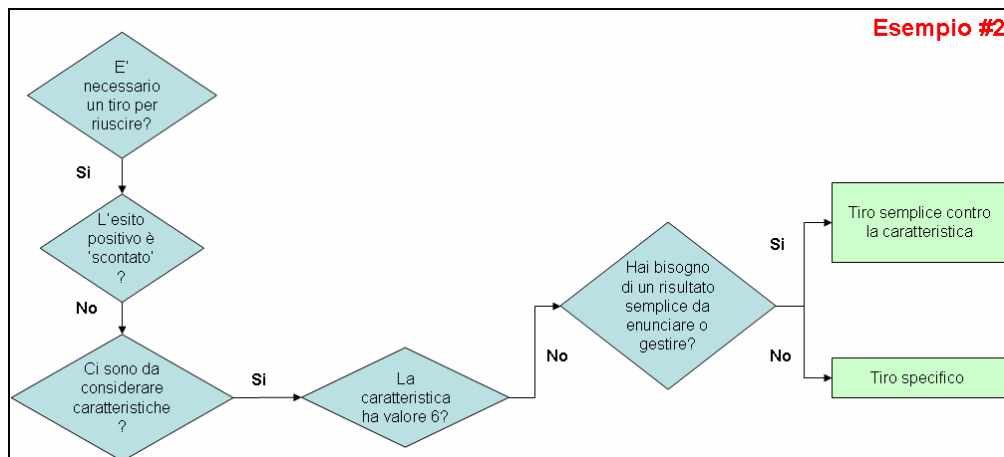 Esempio #2
E'
necessario
un tiro per
riuscire?
Si
L'esito
positivo è
'scontato'
?
No
Ci sono da
considerare
caratteristiche
?
Si
La
caratteristica
ha valore 6?
No
Hai bisogno
di un risultato
semplice da
enunciare o
gestire?
Si
Tiro semplice contro
la caratteristica
No
Tiro specifico